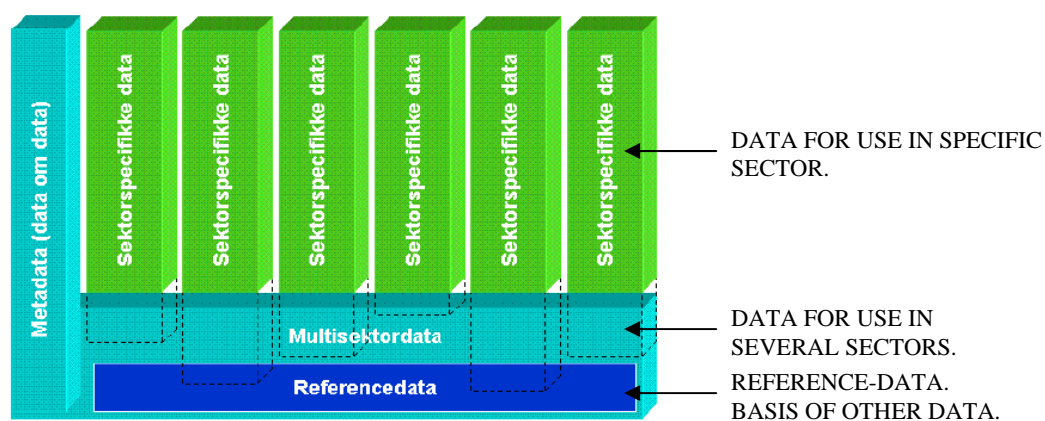 Metadata (data om data)
Sektorspecifikke data
Sektorspecifikke data
Sektorspecifikke data
Sektorspecifikke data
Sektorspecifikke data
Sektorspecifikke data
DATA FOR USE IN SPECIFIC
SECTOR.
Multisektordata
DATA FOR USE IN
SEVERAL SECTORS.
Referencedata
REFERENCE-DATA.
BASIS OF OTHER DATA.